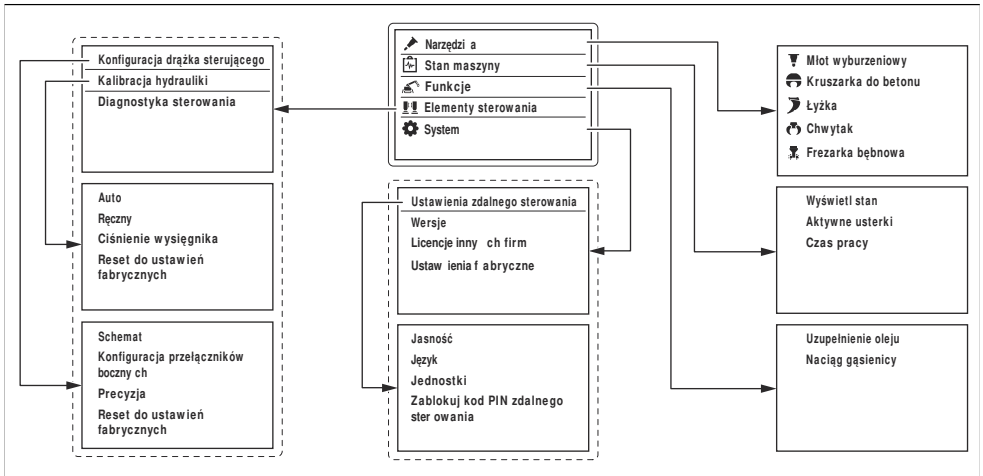 Narzędzi a
Stan maszyny
Funkcje
Elementy sterowania
System
Konfiguracja drążka sterującego
Kalibracja hydrauliki
Diagnostyka sterowania
Auto
Ręczny
Ciśnienie wysięgnika
Reset do ustawień
fabrycznych
Schemat
Konfiguracja przełączników
boczny ch
Precyzja
Reset do ustawień
fabrycznych
Ustawienia zdalnego sterowania
Wersje
Licencje inny ch firm
Ustaw ienia f abryczne
Jasność
Język
Jednostki
Zablokuj kod PIN zdalnego
ster owania
Młot wyburzeniowy
Kruszarka do betonu
Łyżka
Chwytak
Frezarka bębnowa
Wyświetl stan
Aktywne usterki
Czas pracy
Uzupełnienie oleju
Naciąg gąsienicy